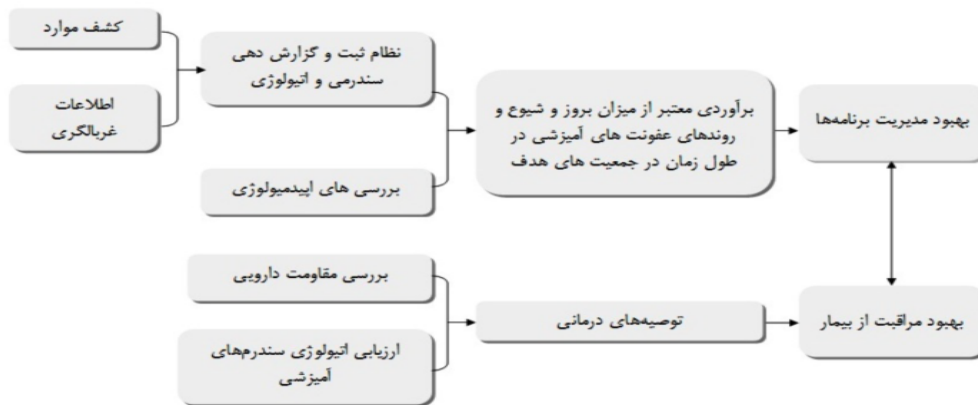 کشف موارد
اطلاعات
غربالگری
نظام ثبت و گزارش دهی
سندرمی و اتیولوژی
بررسی های اپیدمیولوژی
برآوردی معتبر از میزان بروز و شیوع و
روندهای عفونت های آمیزشی در
طول زمان در جمعیت های هدف
بهبود مدیریت برنامه‌ها
بررسی مقاومت دارویی
ارزیابی اتیولوژی سندرم‌های
آمیزشی
توصیه‌های درمانی
بهبود مراقبت از بیمار